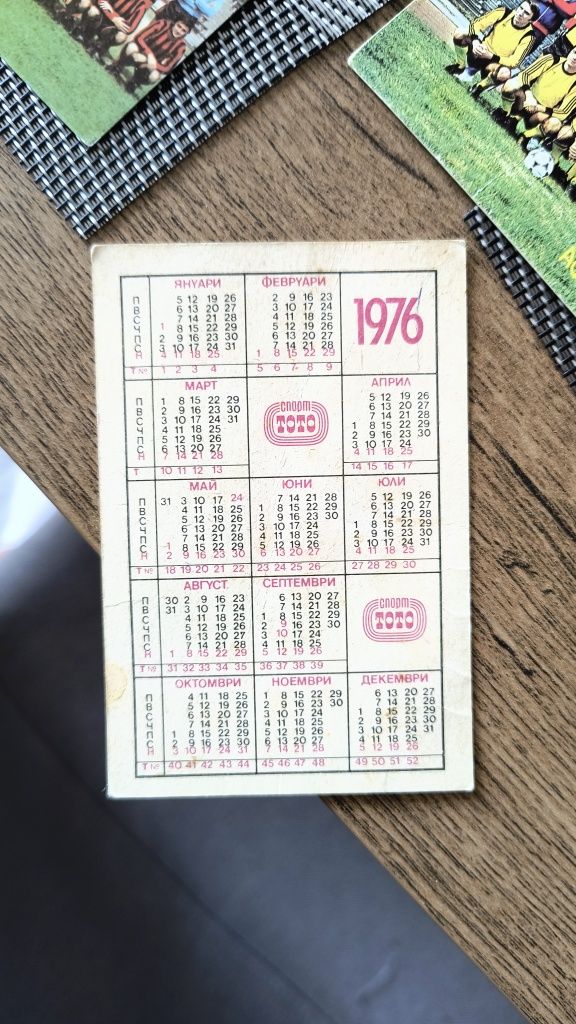 ЯНУАРИ ФЕВРУАРИ 1976
П 5 12 19 26 2 9 16 23
В 6 13 20 27 3 10 17 24
С 7 14 21 28 4 11 18 25
Ч 1 8 15 22 29 5 12 19 26
П 2 9 16 23 30 6 13 20 27
С 3 10 17 24 31 7 14 21 28
Н 4 11 18 25 1 8 15 22 29
Т № 1 2 3 4 5 6 7 8 9
МАРТ спорт ТОТО АПРИЛ
П 1 8 15 22 29 5 12 19 26
В 2 9 16 23 30 6 13 20 27
С 3 10 17 24 31 7 14 21 28
Ч 4 11 18 25 1 8 15 22 29
П 5 12 19 26 2 9 16 23 30
С 6 13 20 27 3 10 17 24
Н 7 14 21 28 4 11 18 25
Т 10 11 12 13 14 15 16 17
МАЙ ЮНИ ЮЛИ
П 31 3 10 17 24 7 14 21 28 5 12 19 26
В 4 11 18 25 1 8 15 22 29 6 13 20 27
С 5 12 19 26 2 9 16 23 30 7 14 21 28
Ч 6 13 20 27 3 10 17 24 1 8 15 22 29
П 7 14 21 28 4 11 18 25 2 9 16 23 30
С 1 8 15 22 29 5 12 19 26 3 10 17 24 31
Н 2 9 16 23 30 6 13 20 27 4 11 18 25
Т № 18 19 20 21 22 23 24 25 26 27 28 29 30
АВГУСТ СЕПТЕМВРИ
П 30 2 9 16 23 6 13 20 27
В 31 3 10 17 24 7 14 21 28
С 4 11 18 25 1 8 15 22 29
Ч 5 12 19 26 2 9 16 23 30
П 6 13 20 27 3 10 17 24
С 7 14 21 28 4 11 18 25
Н 1 8 15 22 29 5 12 19 26
спорт ТОТО
Т № 31 32 33 34 35 36 37 38 39
ОКТОМВРИ НОЕМВРИ ДЕКЕМВРИ
П 4 11 18 25 1 8 15 22 29 6 13 20 27
В 5 12 19 26 2 9 16 23 30 7 14 21 28
С 6 13 20 27 3 10 17 24 1 8 15 22 29
Ч 7 14 21 28 4 11 18 25 2 9 16 23 30
П 1 8 15 22 29 5 12 19 26 3 10 17 24 31
С 2 9 16 23 30 6 13 20 27 4 11 18 25
Н 3 10 17 24 31 7 14 21 28 5 12 19 26
Т № 40 41 42 43 44 45 46 47 48 49 50 51 52